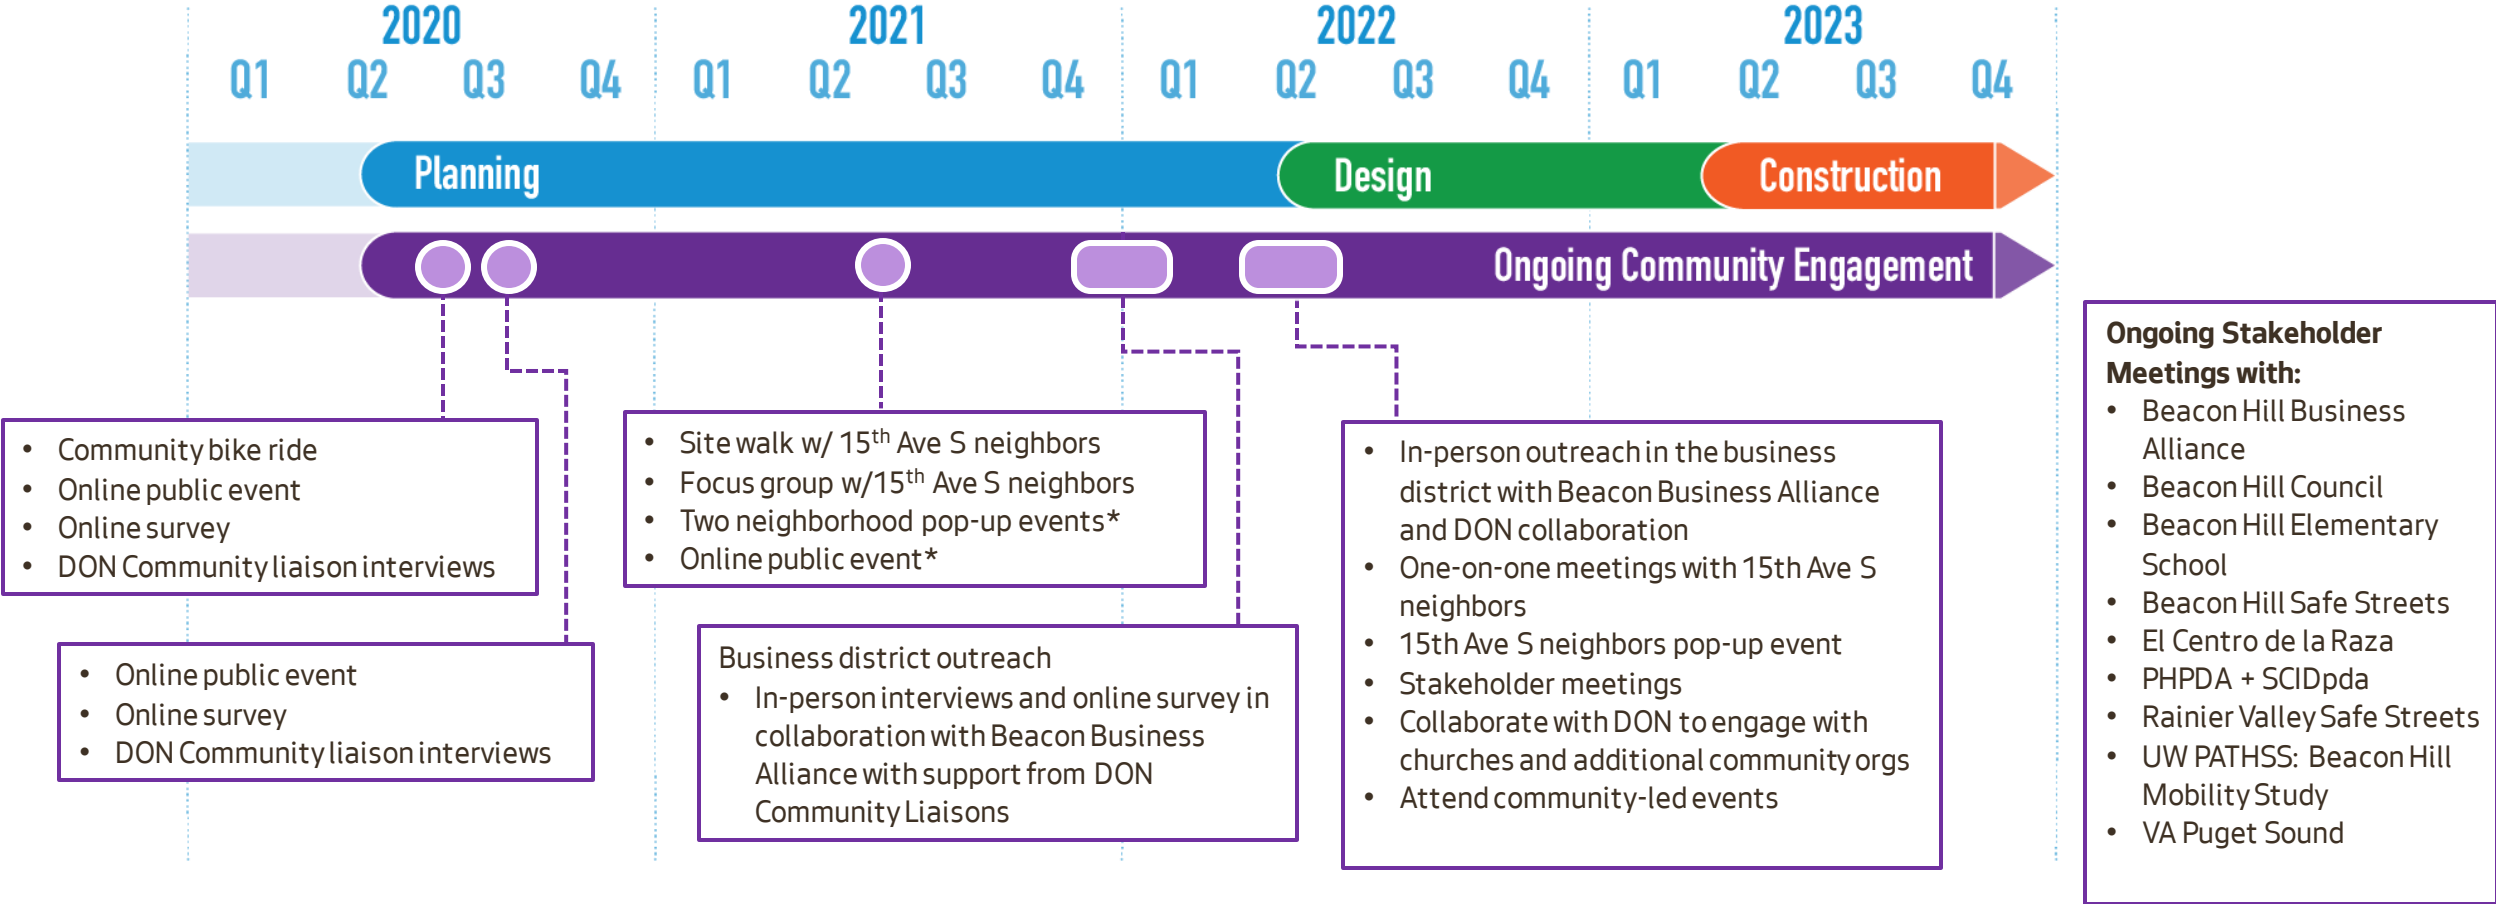 2020 2021 2022 2023
Q1 Q2 Q3 Q4 Q1 Q2 Q3 Q4 Q1 Q2 Q3 Q4 Q1 Q2 Q3 Q4
Planning Design Construction
Ongoing Community Engagement
• Community bike ride
• Online public event
• Online survey
• DON Community liaison interviews
• Online public event
• Online survey
• DON Community liaison interviews
• Site walk w/ 15th Ave S neighbors
• Focus group w/15th Ave S neighbors
• Two neighborhood pop-up events*
• Online public event*
Business district outreach
• In-person interviews and online survey in
collaboration with Beacon Business
Alliance with support from DON
Community Liaisons
• In-person outreach in the business
district with Beacon Business Alliance
and DON collaboration
• One-on-one meetings with 15th Ave S
neighbors
• 15th Ave S neighbors pop-up event
• Stakeholder meetings
• Collaborate with DON to engage with
churches and additional community orgs
• Attend community-led events
Ongoing Stakeholder
Meetings with:
• Beacon Hill Business
Alliance
• Beacon Hill Council
• Beacon Hill Elementary
School
• Beacon Hill Safe Streets
• El Centro de la Raza
• PHPDA + SCIDpda
• Rainier Valley Safe Streets
• UW PATHSS: Beacon Hill
Mobility Study
• VA Puget Sound